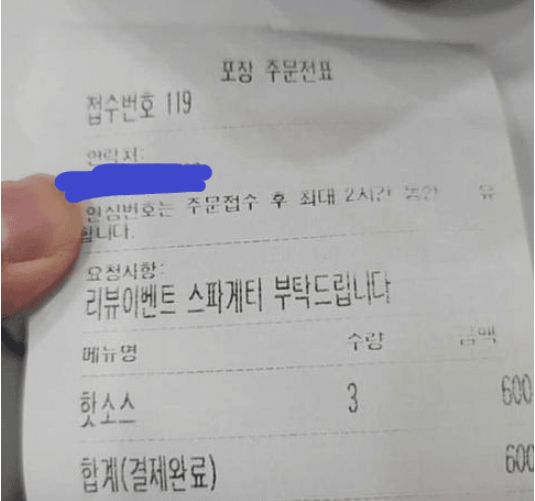 포장 주문전표
접수번호 119
연락처:
안심번호는 주문접수 후 최대 2시간 동안 유
합니다.
요청사항:
리뷰이벤트 스파게티 부탁드립니다
메뉴명 수량 금액
핫소스 3 600
합계(결제완료) 600